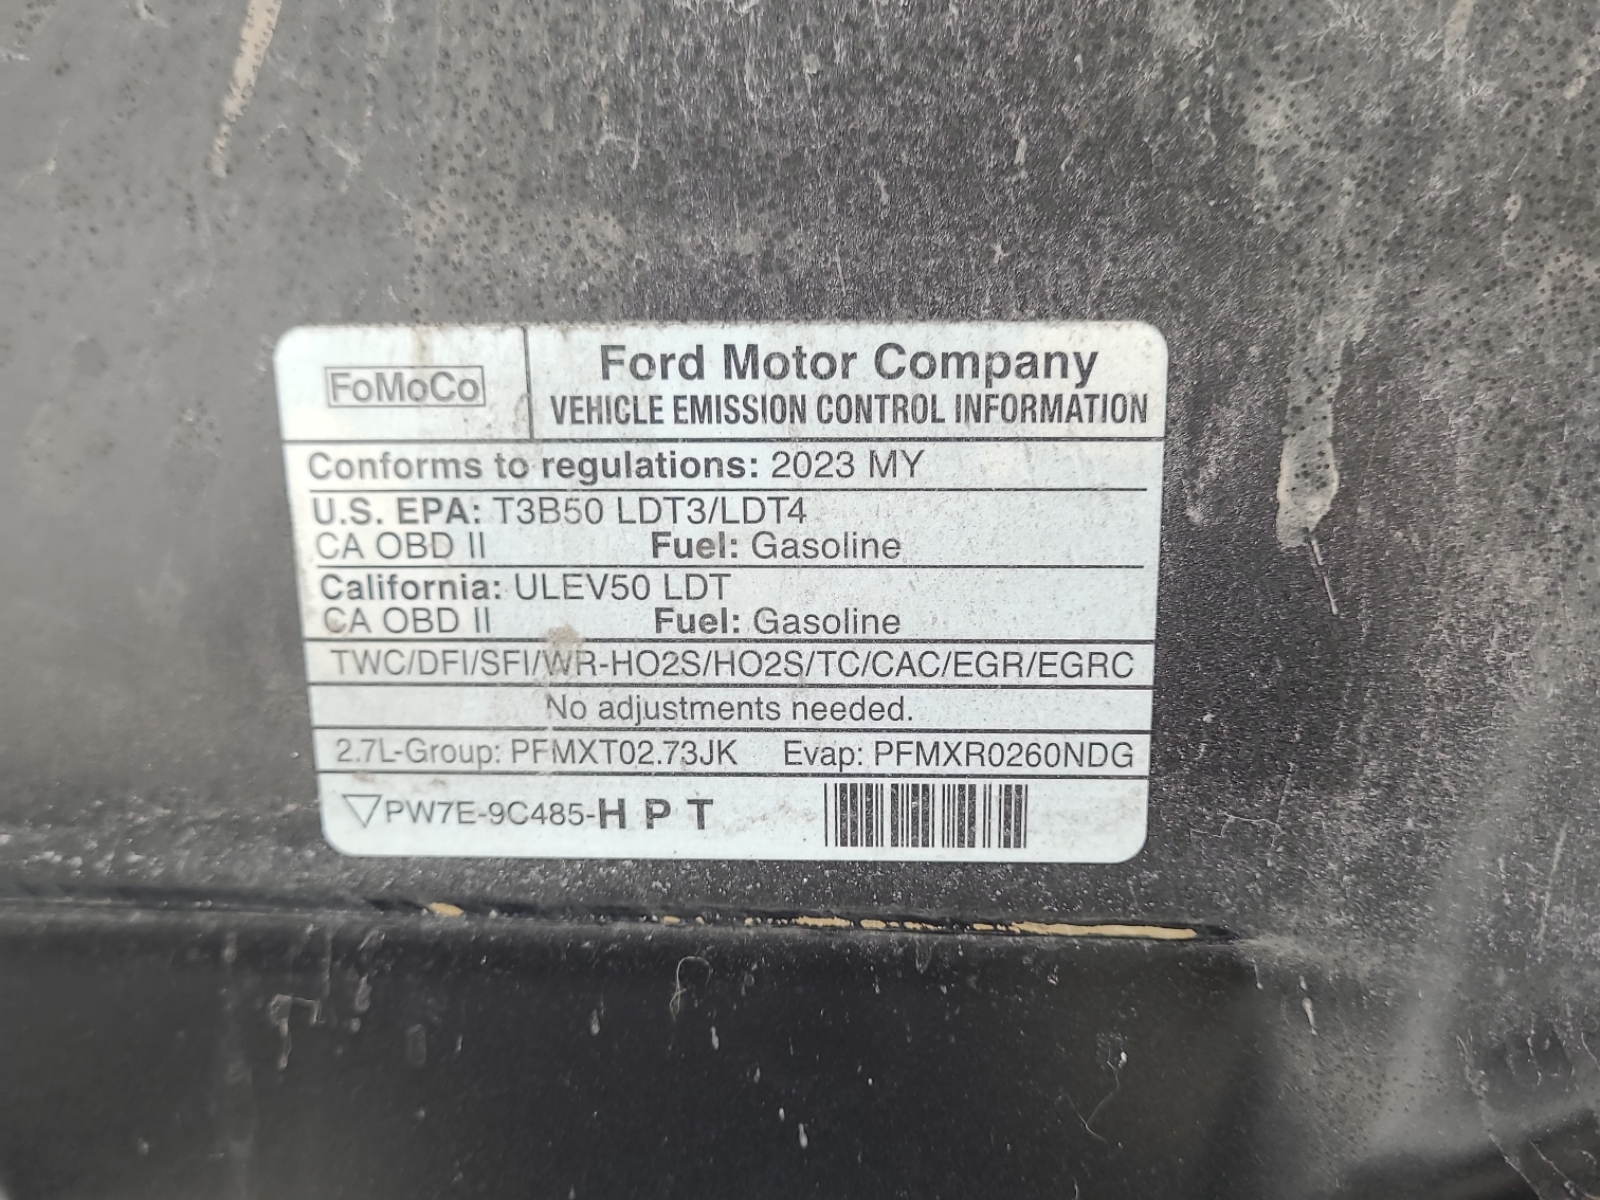 FoMoCo
Ford Motor Company
VEHICLE EMISSION CONTROL INFORMATION
Conforms to regulations: 2023 MY
U.S. EPA: T3B50 LDT3/LDT4
CA OBD II Fuel: Gasoline
California: ULEV50 LDT
CA OBD II Fuel: Gasoline
TWC/DFI/SFI/WR-HO2S/HO2S/TC/CAC/EGR/EGRC
No adjustments needed.
2.7L-Group: PFMXT02.73JK Evap: PFMXR0260NDG
PW7E-9C485-H P T